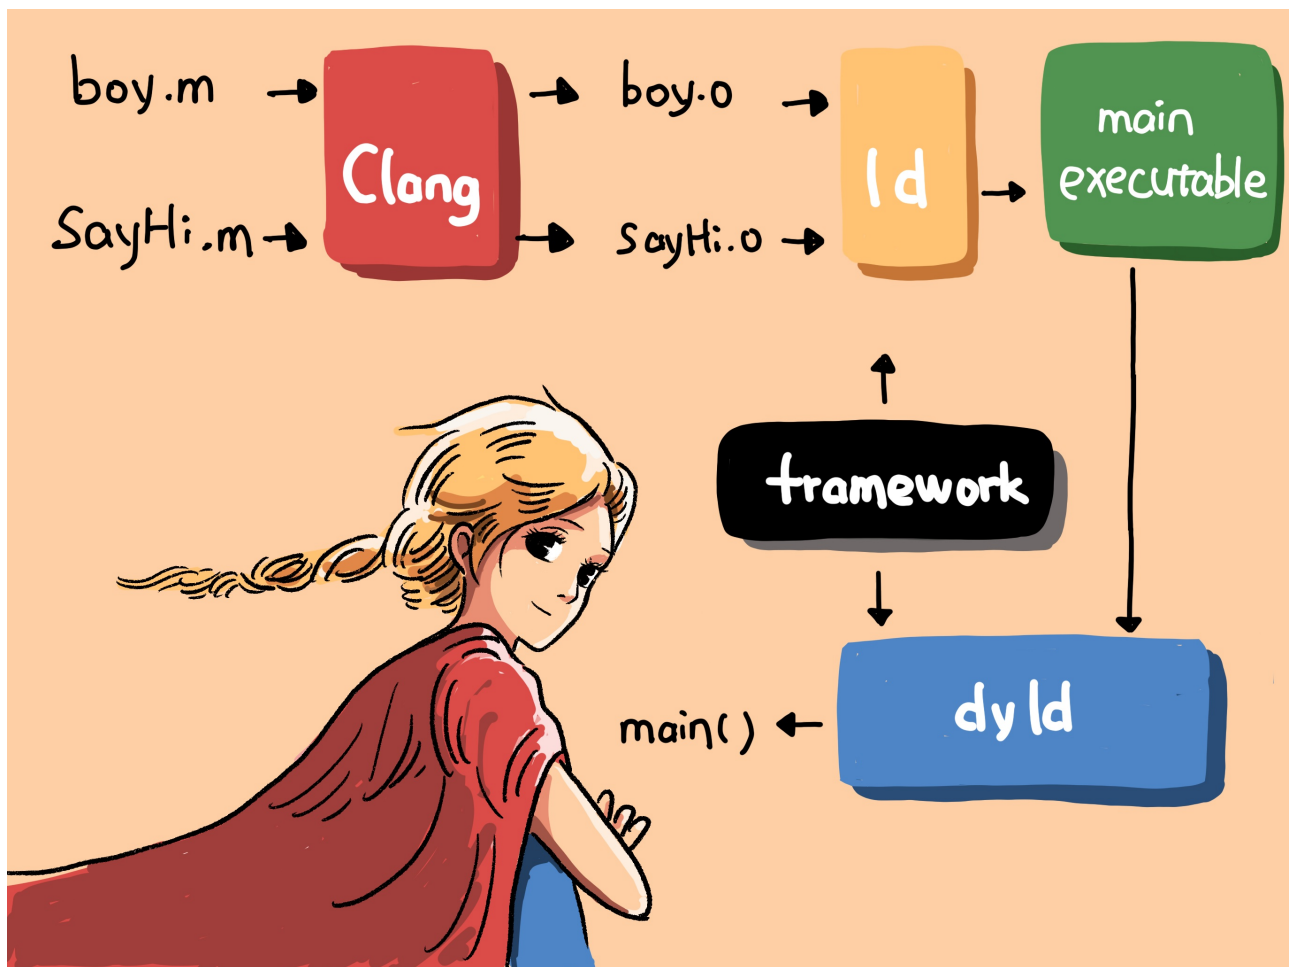 boy.m
Clang
boy.o
ld
main
executable
SayHi.m
sayHi.o
framework
dyld
main()